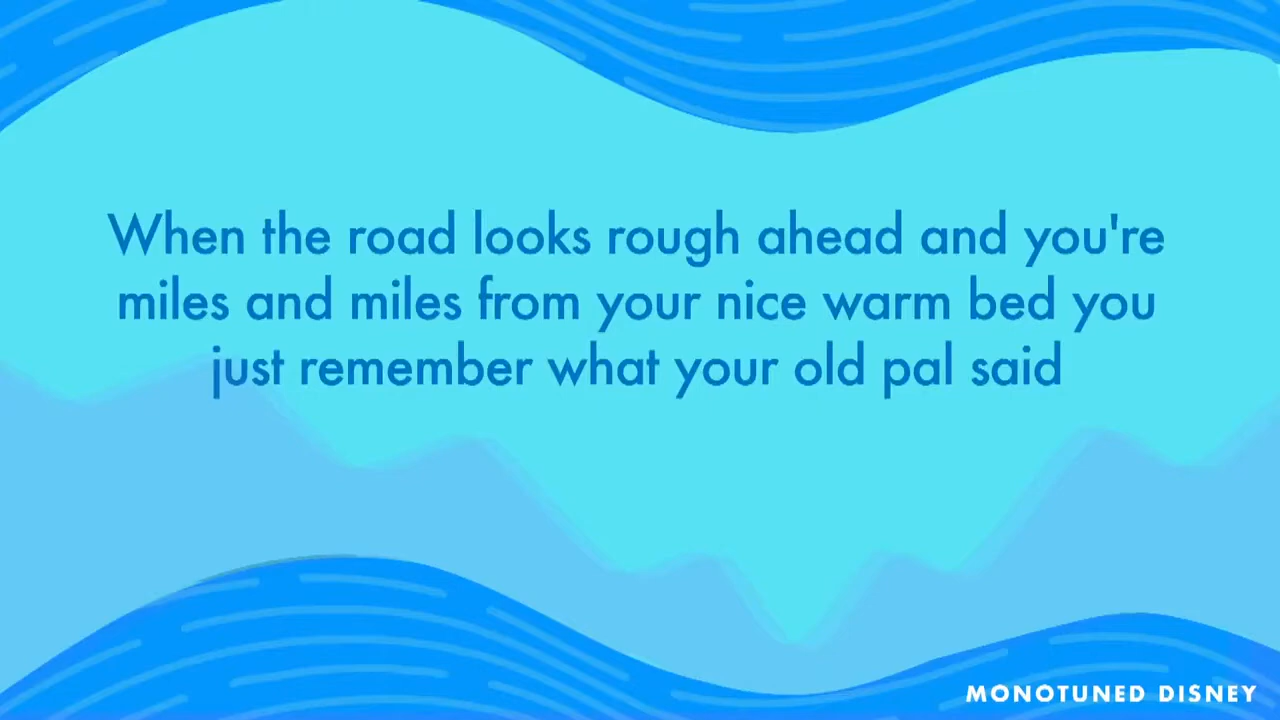 When the road looks rough ahead and you're
miles and miles from your nice warm bed you
just remember what your old pal said
MONOTUNED DISNEY